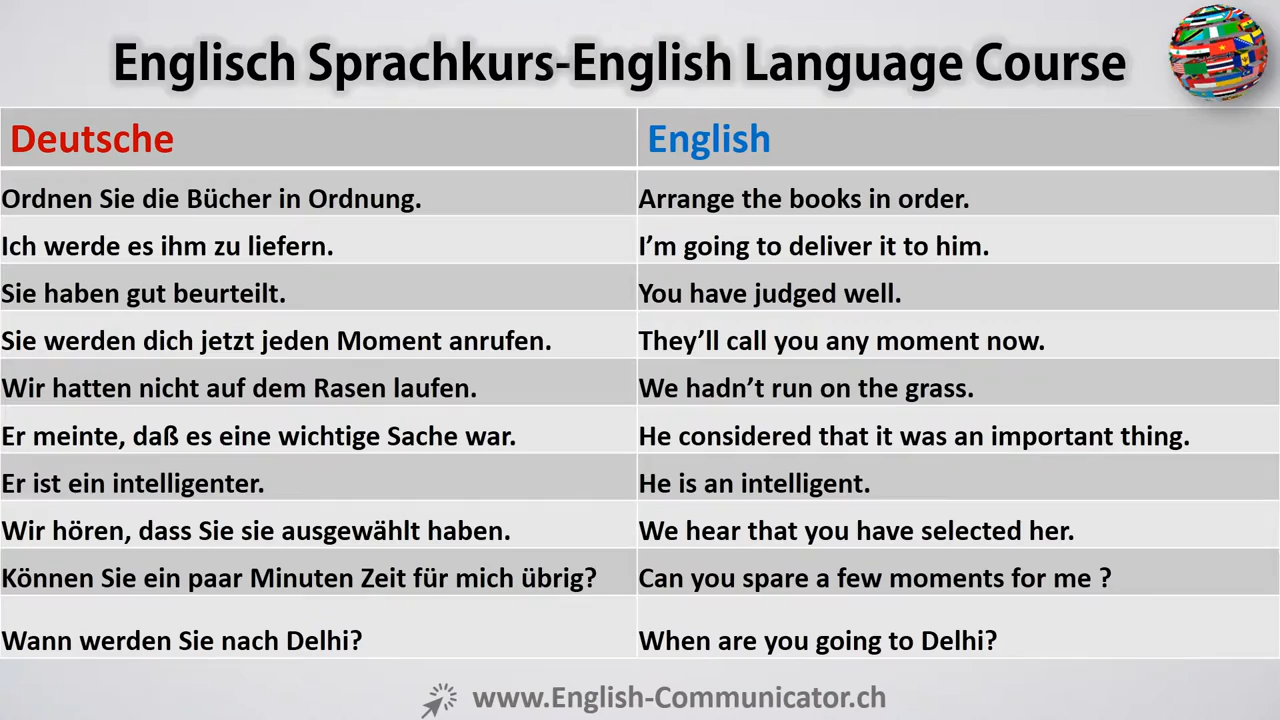 Englisch Sprachkurs-English Language Course
Deutsche English
Ordnen Sie die Bücher in Ordnung. Arrange the books in order.
Ich werde es ihm zu liefern. I’m going to deliver it to him.
Sie haben gut beurteilt. You have judged well.
Sie werden dich jetzt jeden Moment anrufen. They’ll call you any moment now.
Wir hatten nicht auf dem Rasen laufen. We hadn’t run on the grass.
Er meinte, daß es eine wichtige Sache war. He considered that it was an important thing.
Er ist ein intelligenter. He is an intelligent.
Wir hören, dass Sie sie ausgewählt haben. We hear that you have selected her.
Können Sie ein paar Minuten Zeit für mich übrig? Can you spare a few moments for me ?
Wann werden Sie nach Delhi? When are you going to Delhi?
www.English-Communicator.ch